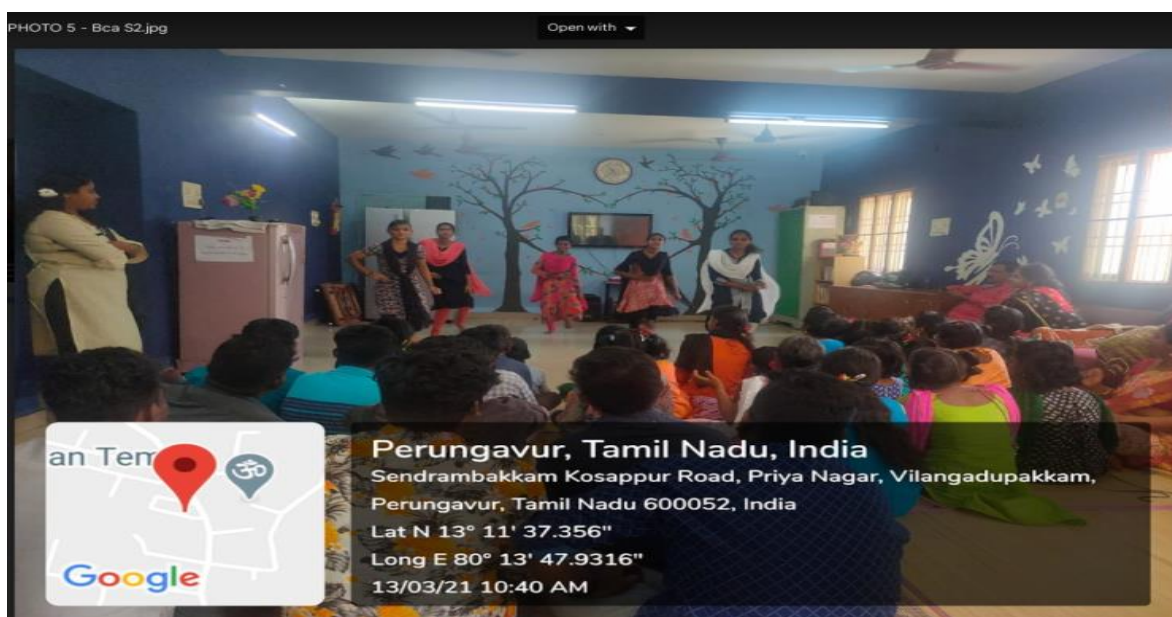 PHOTO 5 - Bca S2.jpg
Open with
an Tem
Google
Perungavur, Tamil Nadu, India
Sendrambakkam Kosappur Road, Priya Nagar, Vilangadupakkam,
Perungavur, Tamil Nadu 600052, India
Lat N 13° 11' 37.356"
Long E 80° 13' 47.9316"
13/03/21 10:40 AM